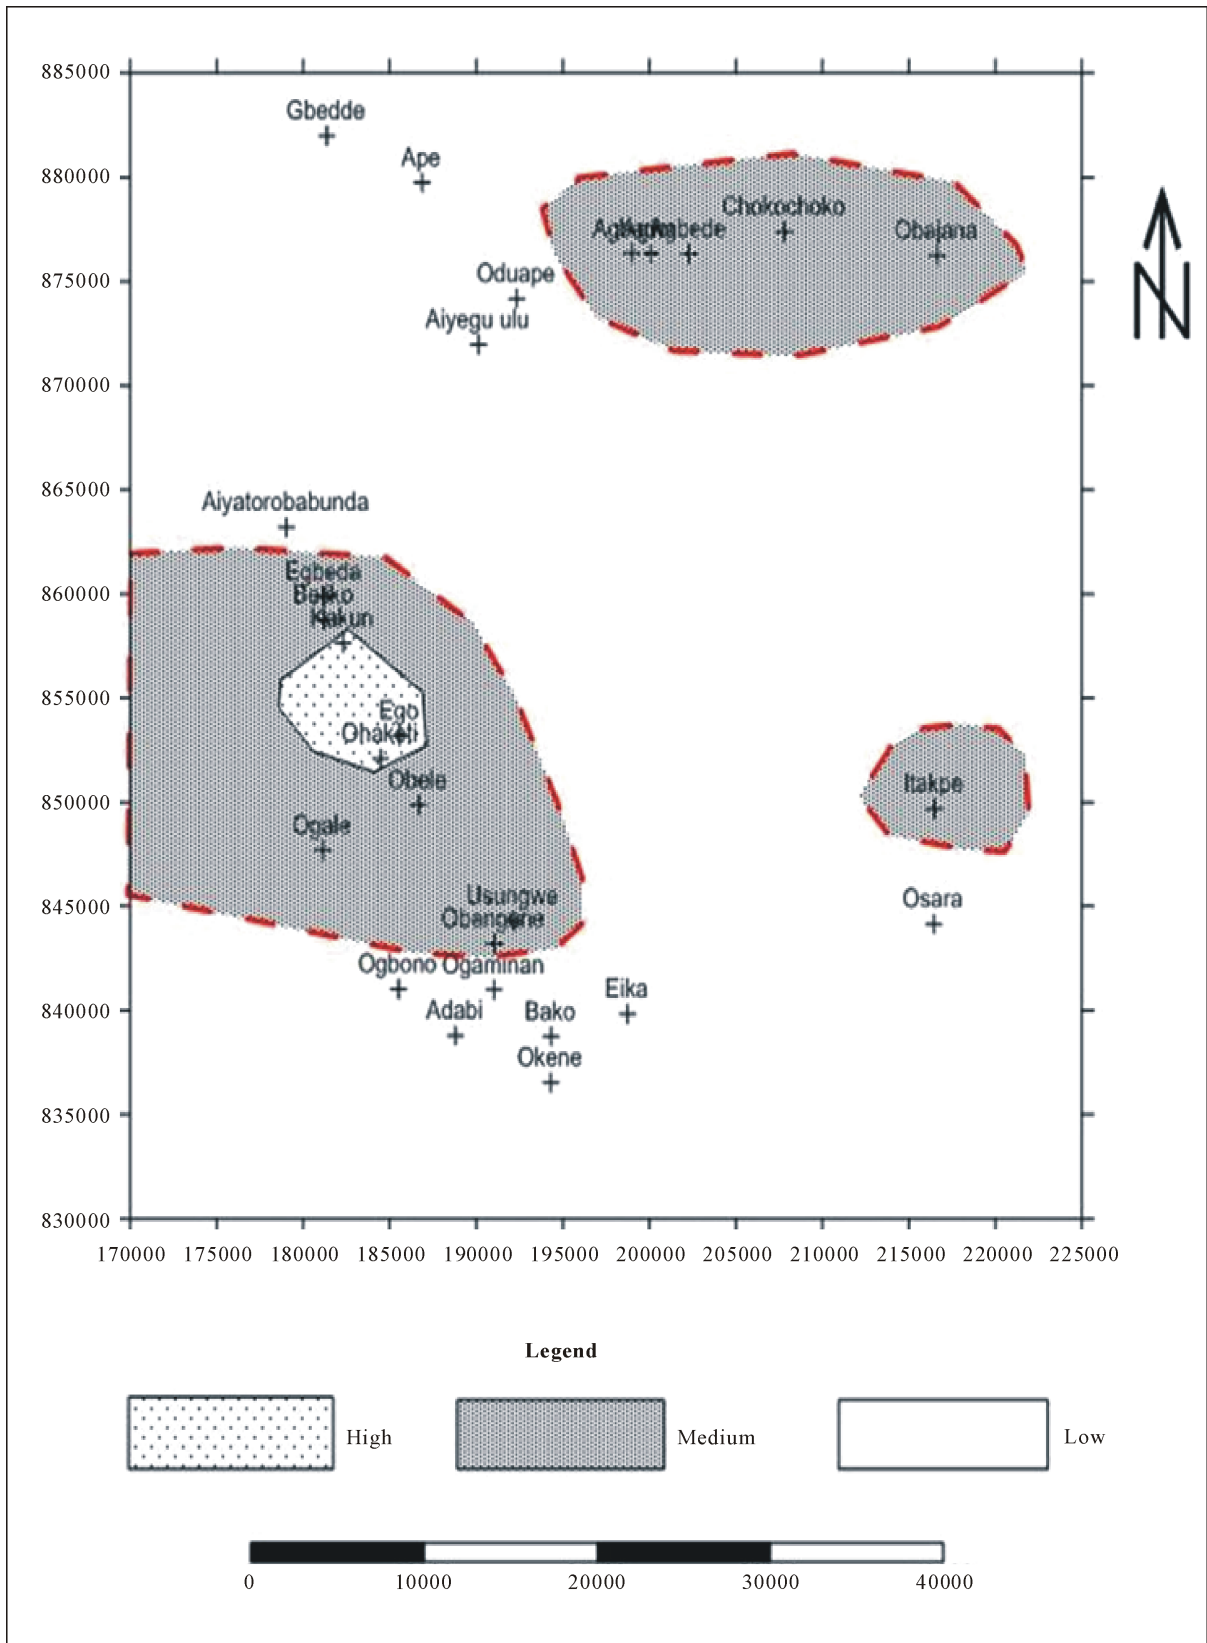 885000
Gbedde
Ape
880000
Chokochoko
Obajana
N
Oduape
875000
Aiyegu ulu
870000
865000
Aiyatorobabunda
Egbeda
860000
Kakun
855000
Ego
Obele
Itakpe
850000
Ogale
Usungwe
Osara
845000
Ogbono Ogaminan
Eika
Adabi Bako
840000
Okene
835000
830000
170000 175000 180000 185000 190000 195000 200000 205000 210000 215000 220000 225000
Legend
High Medium Low
0 10000 20000 30000 40000